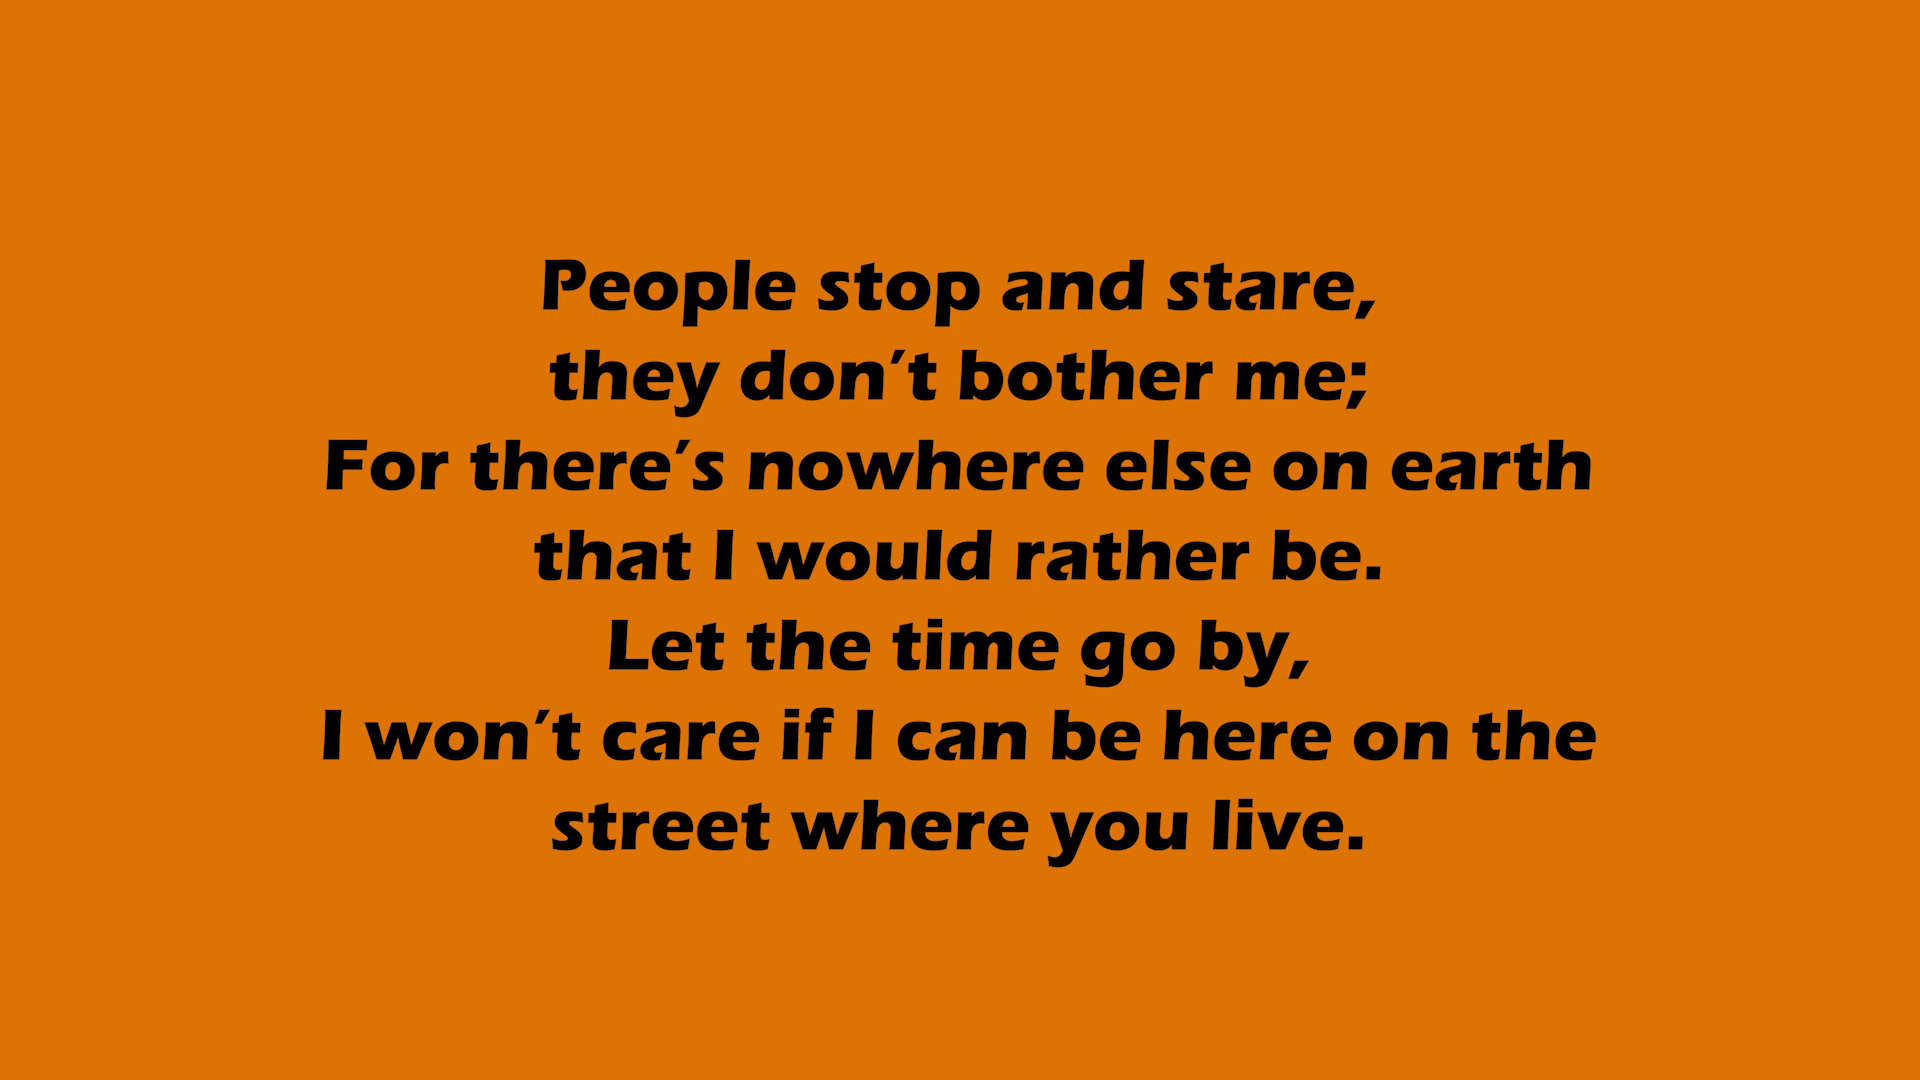 People stop and stare,
they don’t bother me;
For there’s nowhere else on earth
that I would rather be.
Let the time go by,
I won’t care if I can be here on the
street where you live.